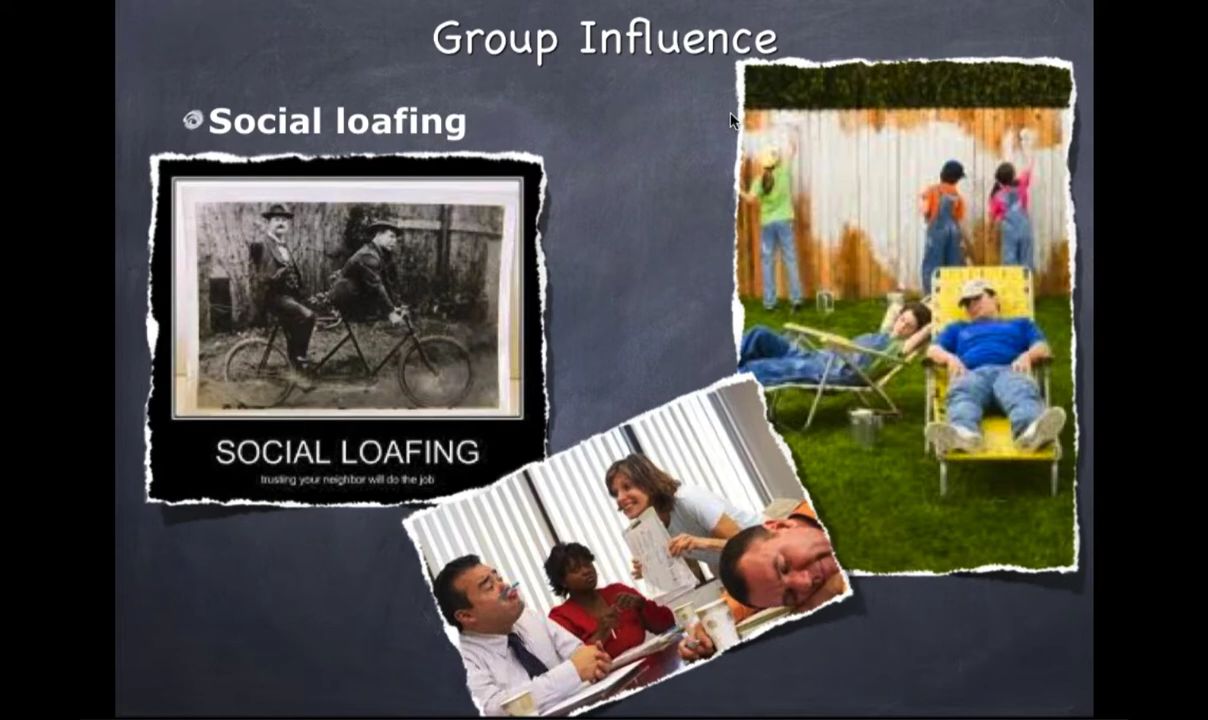 Group Influence
Social loafing
SOCIAL LOAFING
trusting your neighbor will do the job